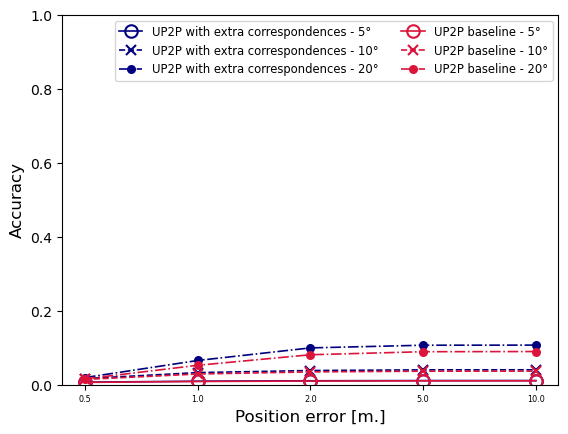 UP2P with extra correspondences - 5°
UP2P with extra correspondences - 10°
UP2P with extra correspondences - 20°
UP2P baseline - 5°
UP2P baseline - 10°
UP2P baseline - 20°
1.0
0.8
0.6
0.4
0.2
0.0
Accuracy
0.5 1.0 2.0 5.0 10.0
Position error [m.]